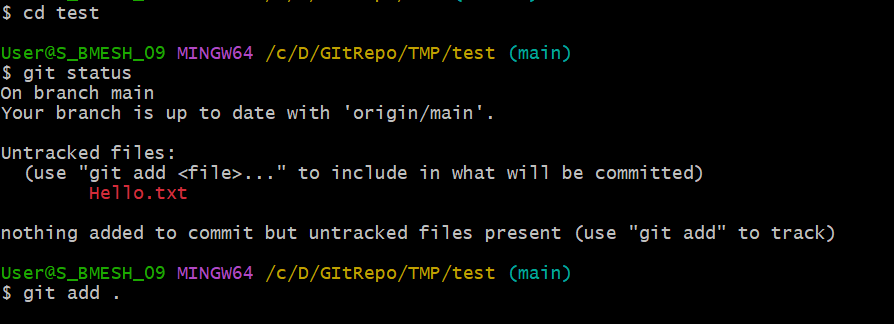 $ cd test
User@S_BMESH_09 MINGW64 /c/D/GItRepo/TMP/test (main)
$ git status
On branch main
Your branch is up to date with 'origin/main'.
Untracked files:
(use "git add <file>..." to include in what will be committed)
Hello.txt
nothing added to commit but untracked files present (use "git add" to track)
User@S_BMESH_09 MINGW64 /c/D/GItRepo/TMP/test (main)
$ git add .